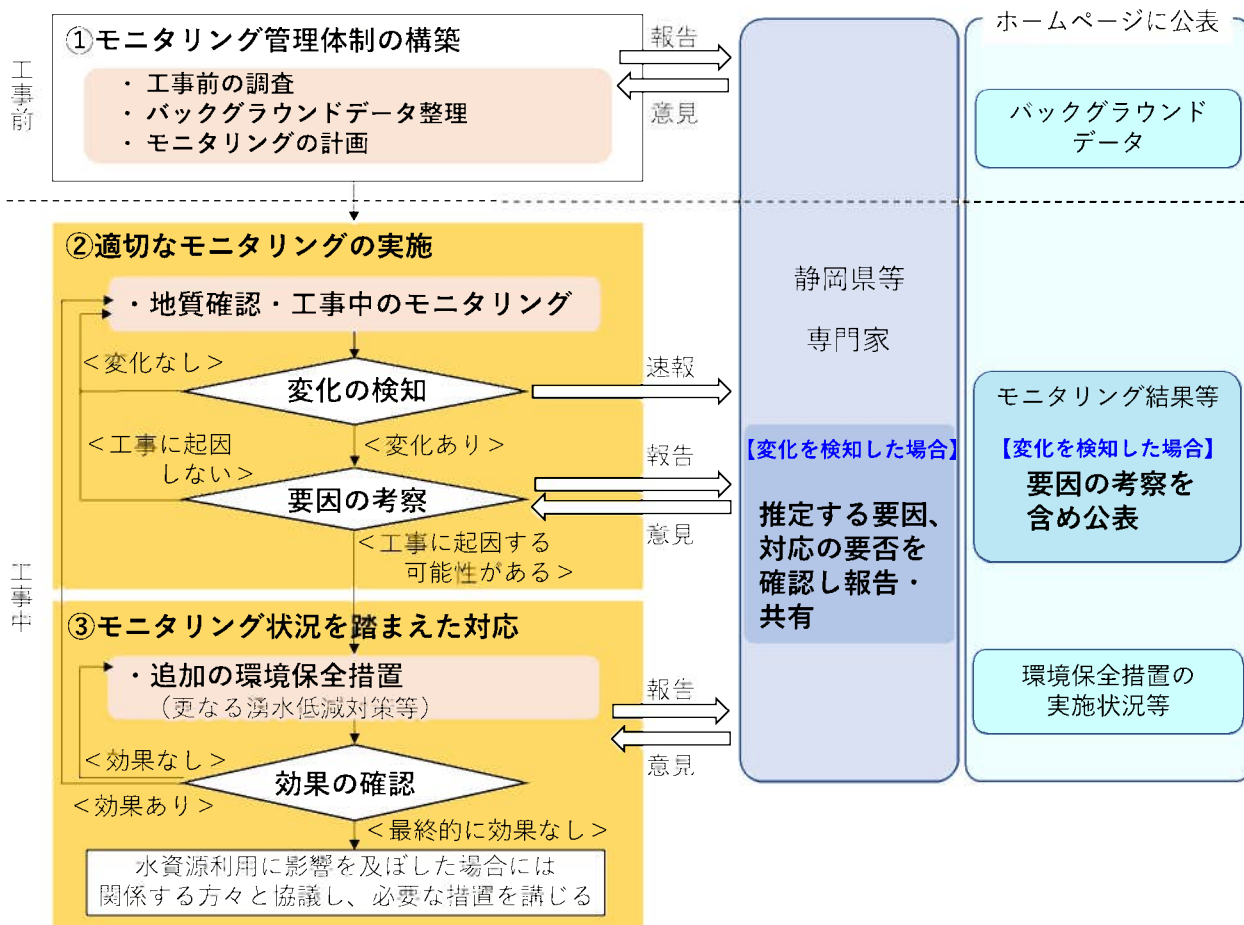 工事前
①モニタリング管理体制の構築
・ 工事前の調査
・ バックグラウンドデータ整理
・ モニタリングの計画
報告
意見
ホームページに公表
バックグラウンド
データ
工事中
②適切なモニタリングの実施
・地質確認・工事中のモニタリング
＜変化なし＞
変化の検知
速報
＜工事に起因
しない＞
＜変化あり＞
要因の考察
報告
意見
＜工事に起因する
可能性がある＞
静岡県等
専門家
【変化を検知した場合】
推定する要因、
対応の要否を
確認し報告・
共有
モニタリング結果等
【変化を検知した場合】
要因の考察を
含め公表
③モニタリング状況を踏まえた対応
・追加の環境保全措置
（更なる湧水低減対策等）
報告
意見
＜効果なし＞
効果の確認
＜効果あり＞
＜最終的に効果なし＞
水資源利用に影響を及ぼした場合には
関係する方々と協議し、必要な措置を講じる
環境保全措置の
実施状況等